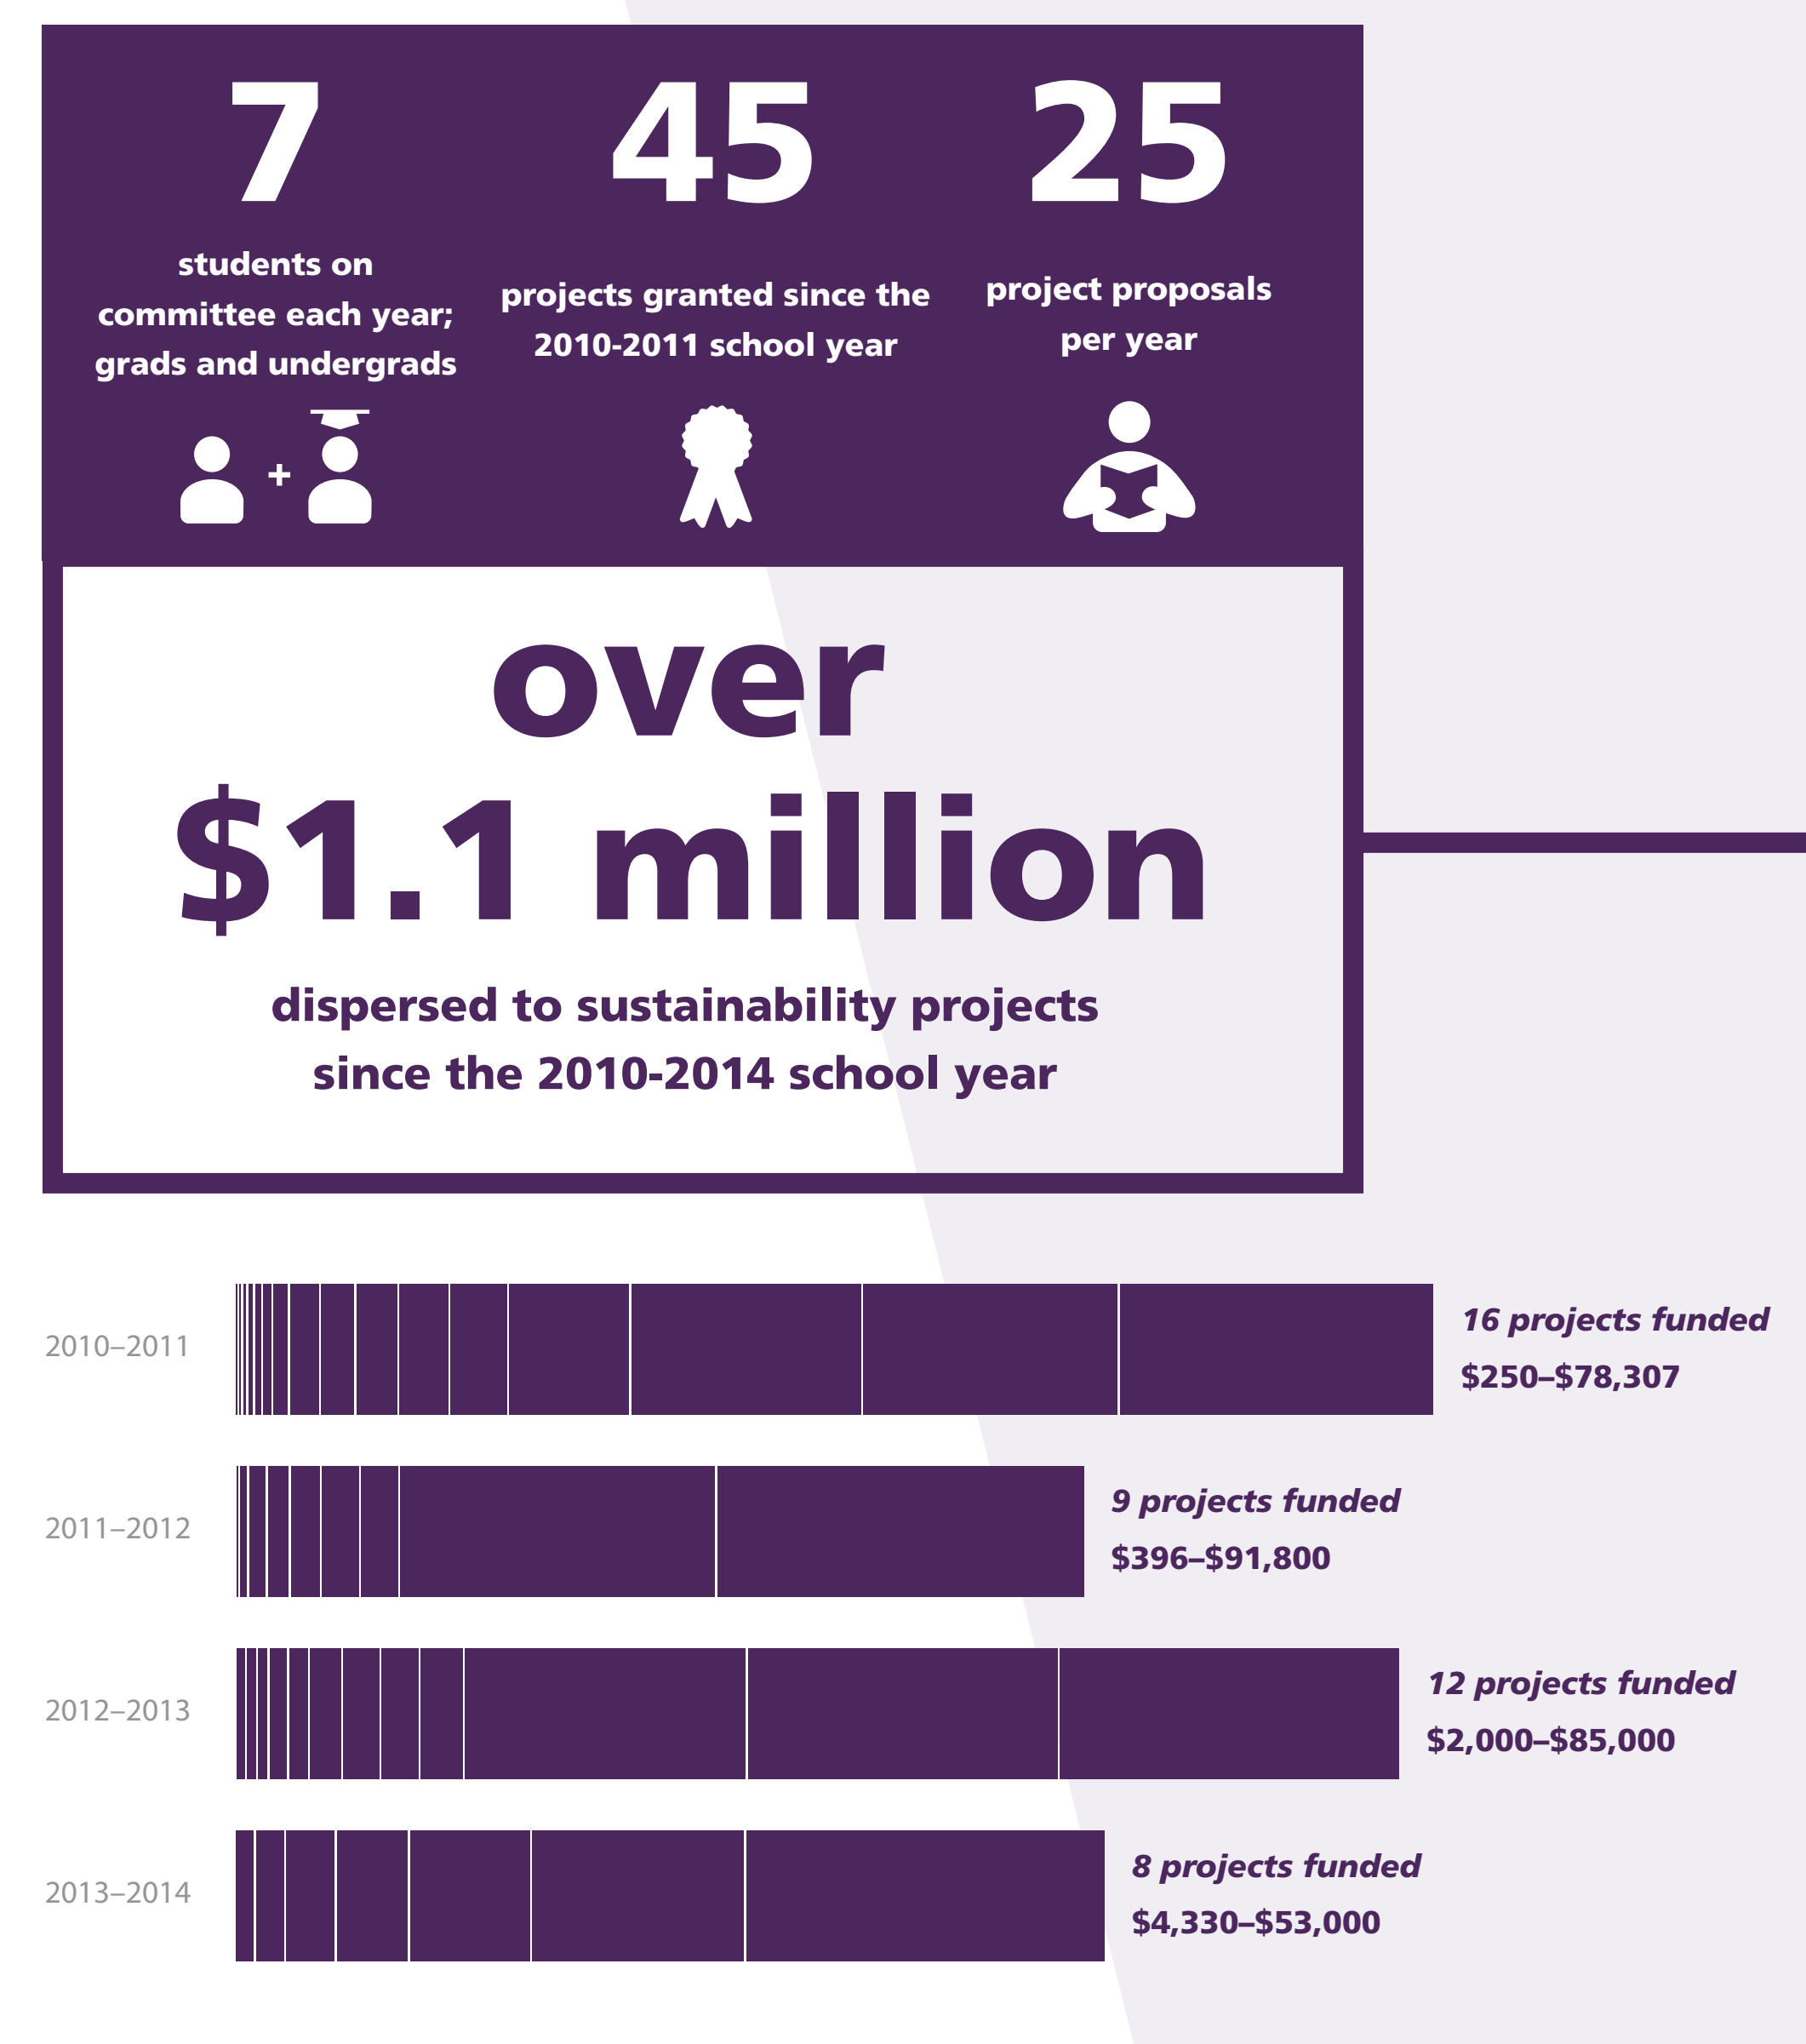 7
students on
committee each year;
grads and undergrads
45
projects granted since the
2010-2011 school year
25
project proposals
per year
+
over
$1.1 million
dispersed to sustainability projects
since the 2010-2014 school year
2010–2011
16 projects funded
$250–$78,307
2011–2012
9 projects funded
$396–$91,800
2012–2013
12 projects funded
$2,000–$85,000
2013–2014
8 projects funded
$4,330–$53,000